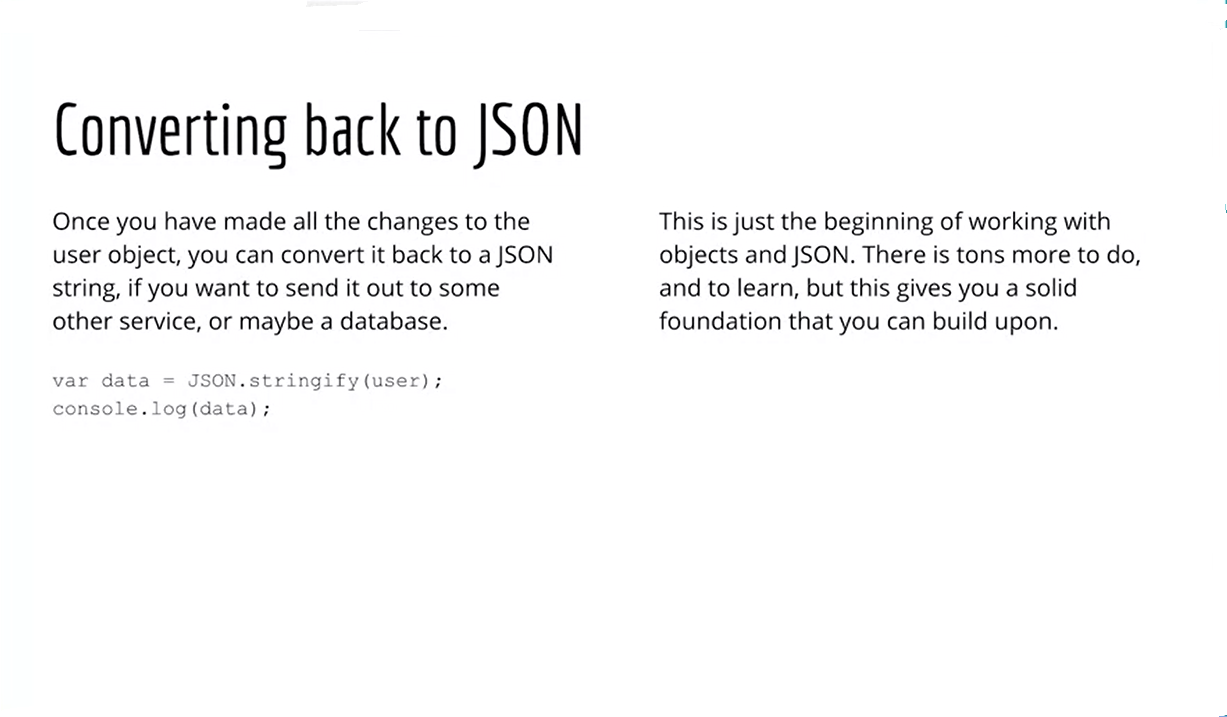 Converting back to JSON
Once you have made all the changes to the
user object, you can convert it back to a JSON
string, if you want to send it out to some
other service, or maybe a database.
var data = JSON.stringify(user);
console.log(data);
This is just the beginning of working with
objects and JSON. There is tons more to do,
and to learn, but this gives you a solid
foundation that you can build upon.